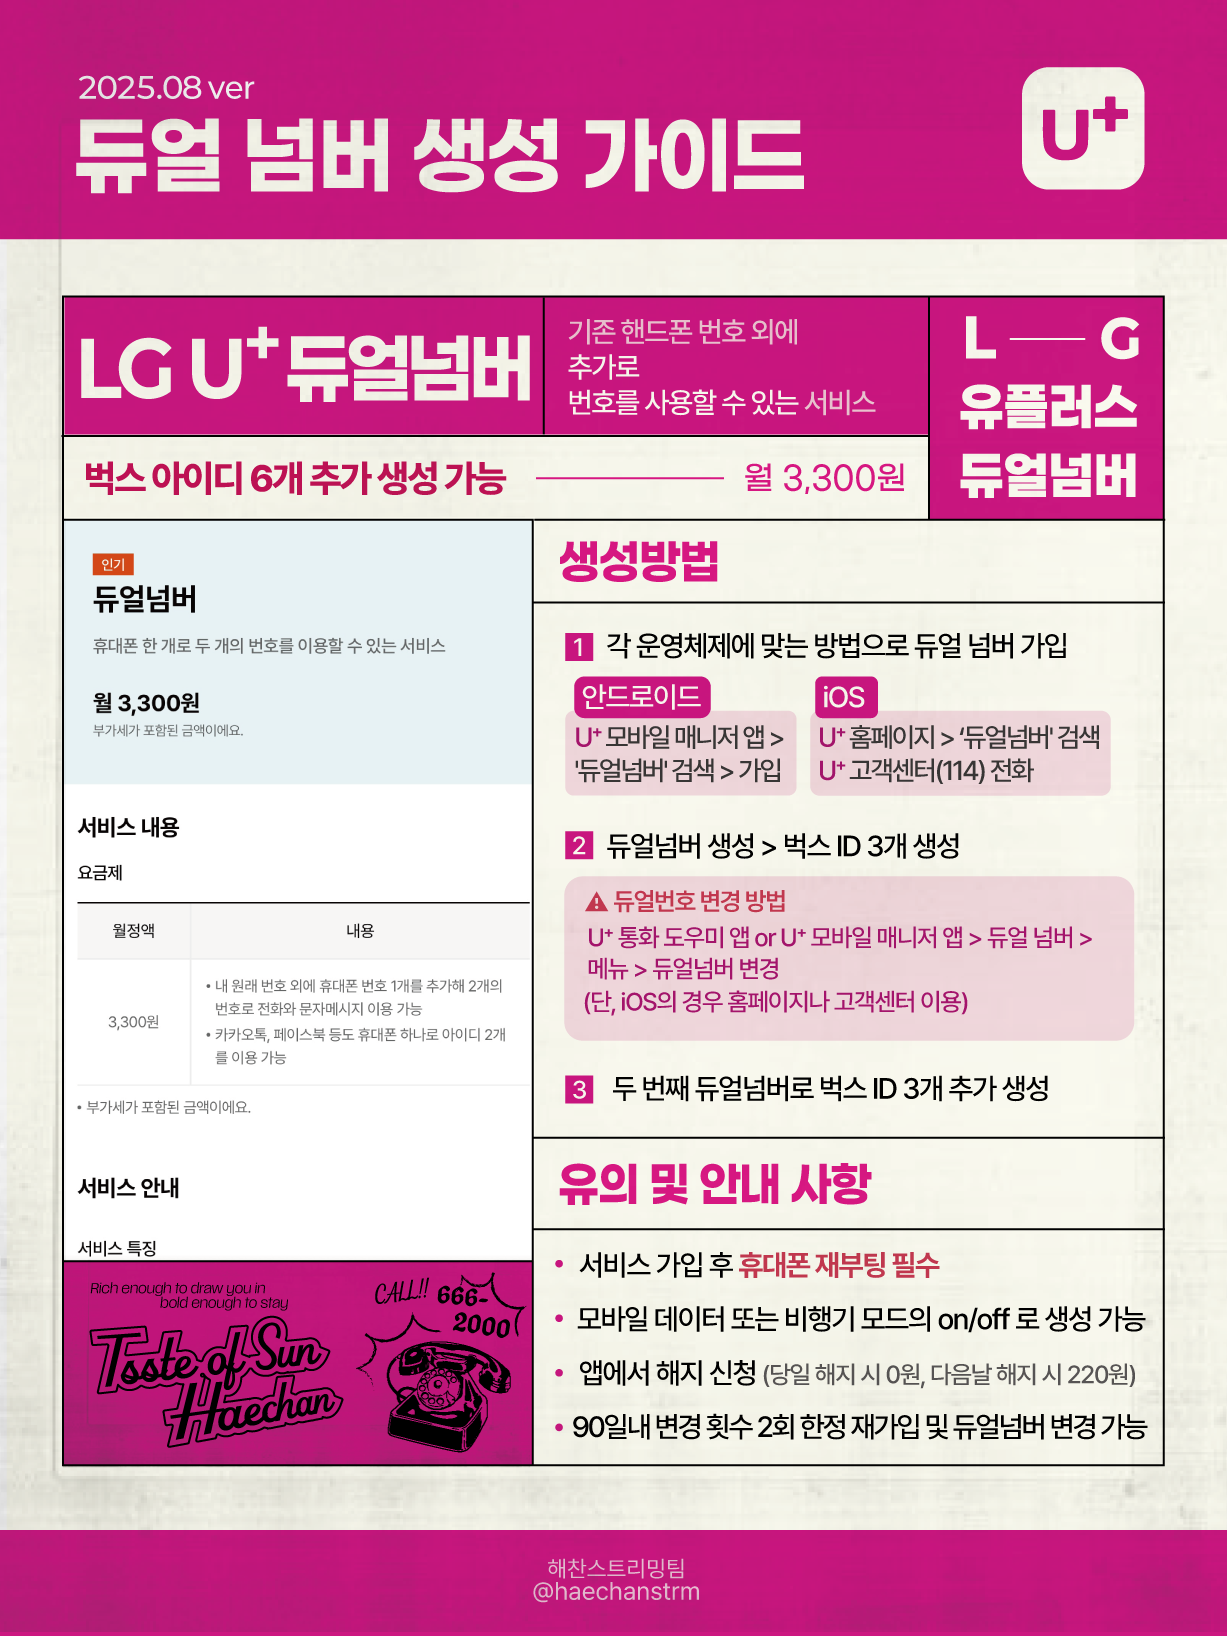 2025.08 ver
듀얼 넘버 생성 가이드
U+
LG U+ 듀얼넘버
기존 핸드폰 번호 외에
추가로
번호를 사용할 수 있는 서비스
L G
유플러스
듀얼넘버
벅스 아이디 6개 추가 생성 가능 월 3,300원
인기
듀얼넘버
휴대폰 한 개로 두 개의 번호를 이용할 수 있는 서비스
월 3,300원
부가세가 포함된 금액이에요.
서비스 내용
요금제
월정액 내용
3,300원
• 내 원래 번호 외에 휴대폰 번호 1개를 추가해 2개의
번호로 전화와 문자메시지 이용 가능
• 카카오톡, 페이스북 등도 휴대폰 하나로 아이디 2개
를 이용 가능
• 부가세가 포함된 금액이에요.
서비스 안내
서비스 특징
Rich enough to draw you in
bold enough to stay
Taste of Sun
Haechan
CALL!! 666-
2000
생성방법
1 각 운영체제에 맞는 방법으로 듀얼 넘버 가입
안드로이드
U+ 모바일 매니저 앱 >
'듀얼넘버' 검색 > 가입
iOS
U+ 홈페이지 > ‘듀얼넘버' 검색
U+ 고객센터(114) 전화
2 듀얼넘버 생성 > 벅스 ID 3개 생성
듀얼번호 변경 방법
U+ 통화 도우미 앱 or U+ 모바일 매니저 앱 > 듀얼 넘버 >
메뉴 > 듀얼넘버 변경
(단, iOS의 경우 홈페이지나 고객센터 이용)
3 두 번째 듀얼넘버로 벅스 ID 3개 추가 생성
유의 및 안내 사항
• 서비스 가입 후 휴대폰 재부팅 필수
• 모바일 데이터 또는 비행기 모드의 on/off 로 생성 가능
• 앱에서 해지 신청 (당일 해지 시 0원, 다음날 해지 시 220원)
• 90일내 변경 횟수 2회 한정 재가입 및 듀얼넘버 변경 가능
해찬스트리밍팀
@haechanstrm